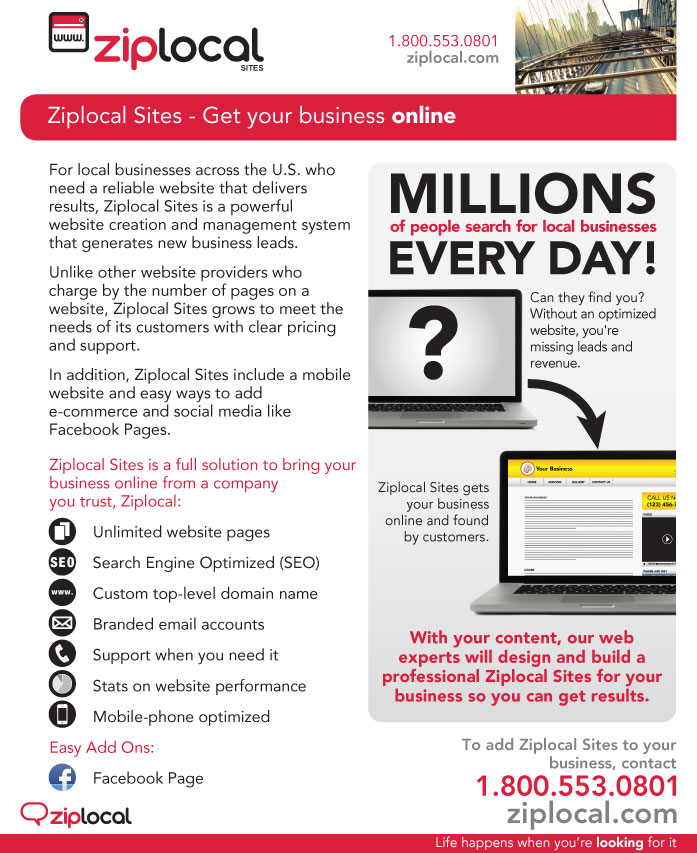 www.
ziplocal
SITES
1.800.553.0801
ziplocal.com
Ziplocal Sites - Get your business online
For local businesses across the U.S. who
need a reliable website that delivers
results, Ziplocal Sites is a powerful
website creation and management system
that generates new business leads.
Unlike other website providers who
charge by the number of pages on a
website, Ziplocal Sites grows to meet the
needs of its customers with clear pricing
and support.
In addition, Ziplocal Sites include a mobile
website and easy ways to add
e-commerce and social media like
Facebook Pages.
Ziplocal Sites is a full solution to bring your
business online from a company
you trust, Ziplocal:
Unlimited website pages
SEO Search Engine Optimized (SEO)
www. Custom top-level domain name
Branded email accounts
Support when you need it
Stats on website performance
Mobile-phone optimized
Easy Add Ons:
f Facebook Page
ziplocal
MILLIONS
of people search for local businesses
EVERY DAY!
?
Can they find you?
Without an optimized
website, you're
missing leads and
revenue.
Ziplocal Sites gets
your business
online and found
by customers.
Your Business
HOME SERVICES GALLERY CONTACT US
YOUR BUSINESS
CALL US
(123) 456-
VIDEO
With your content, our web
experts will design and build a
professional Ziplocal Sites for your
business so you can get results.
To add Ziplocal Sites to your
business, contact
1.800.553.0801
ziplocal.com
Life happens when you're looking for it